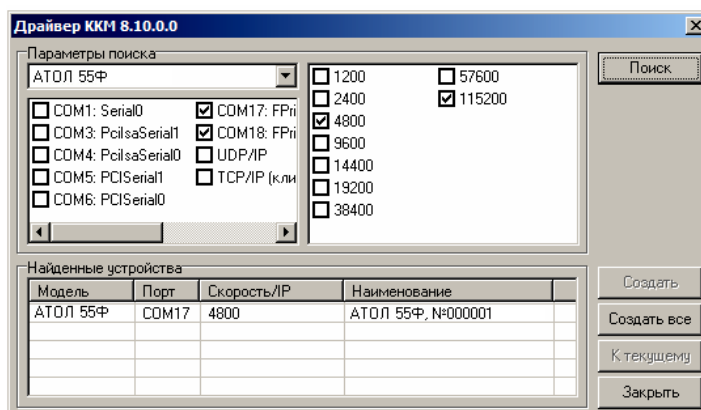 Драйвер ККМ 8.10.0.0
Параметры поиска
АТОЛ 55Ф
COM1: Serial0
COM3: PcilsaSerial1
COM4: PcilsaSerial0
COM5: PCISerial1
COM6: PCISerial0
COM17: FPri
COM18: FPri
UDP/IP
TCP/IP (кли
1200
2400
4800
9600
14400
19200
38400
57600
115200
Поиск
Найденные устройства
Модель Порт Скорость/IP Наименование
АТОЛ 55Ф COM17 4800 АТОЛ 55Ф, №000001
Создать
Создать все
К текущему
Закрыть